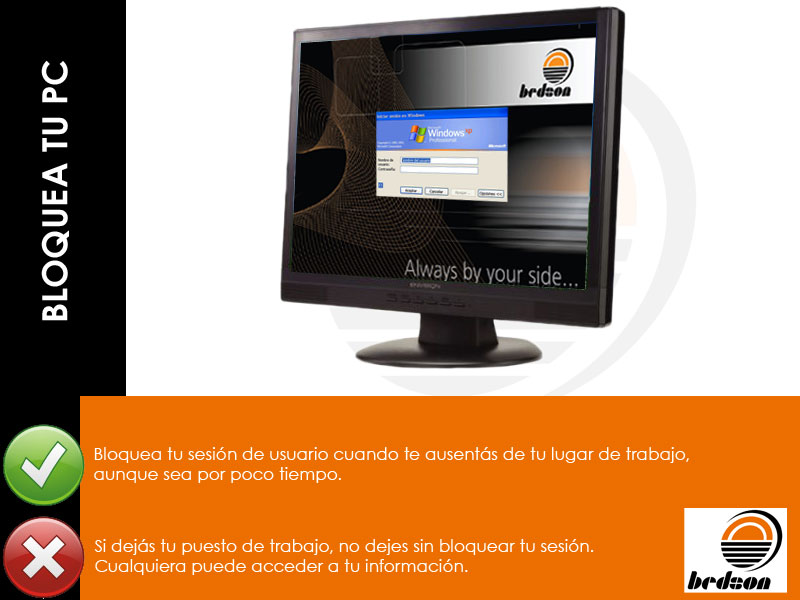 BLOQUEA TU PC
bedson
Iniciar sesión en Windows
Windows xp
Professional
Microsoft
Nombre de usuario:
Contraseña:
Aceptar
Cancelar
Opciones <<
Always by your side...
ENVISION
Bloquea tu sesión de usuario cuando te ausentás de tu lugar de trabajo,
aunque sea por poco tiempo.
Si dejás tu puesto de trabajo, no dejes sin bloquear tu sesión.
Cualquiera puede acceder a tu información.
bedson